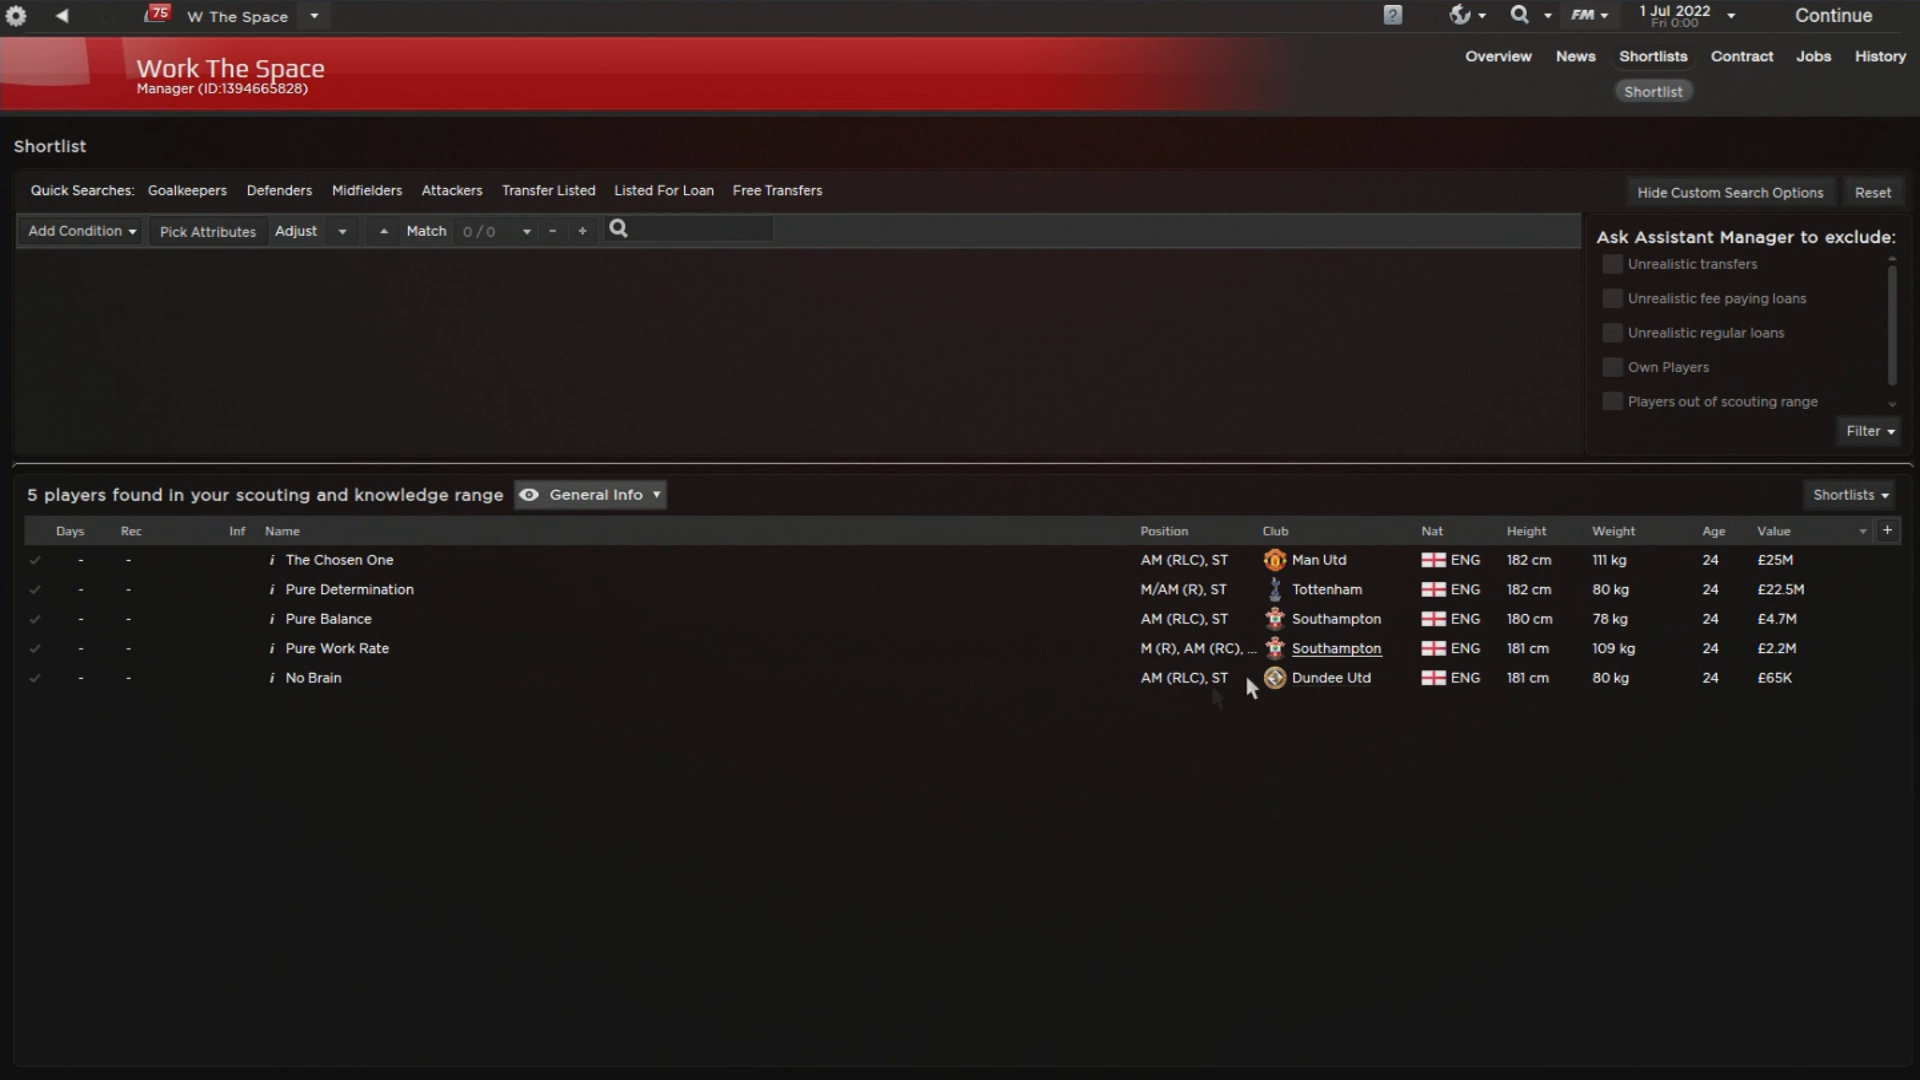 75 W The Space ? FM 1 Jul 2022 Continue
Fri 0:00
Work The Space
Manager (ID:1394665828)
Overview News Shortlists Contract Jobs History
Shortlist
Shortlist
Quick Searches: Goalkeepers Defenders Midfielders Attackers Transfer Listed Listed For Loan Free Transfers Hide Custom Search Options Reset
Add Condition Pick Attributes Adjust Match 0 / 0 - +
Ask Assistant Manager to exclude:
Unrealistic transfers
Unrealistic fee paying loans
Unrealistic regular loans
Own Players
Players out of scouting range
Filter
5 players found in your scouting and knowledge range General Info Shortlists
Days Rec Inf Name Position Club Nat Height Weight Age Value +
- - i The Chosen One AM (RLC), ST Man Utd ENG 182 cm 111 kg 24 £25M
- - i Pure Determination M/AM (R), ST Tottenham ENG 182 cm 80 kg 24 £22.5M
- - i Pure Balance AM (RLC), ST Southampton ENG 180 cm 78 kg 24 £4.7M
- - i Pure Work Rate M (R), AM (RC), ... Southampton ENG 181 cm 109 kg 24 £2.2M
- - i No Brain AM (RLC), ST Dundee Utd ENG 181 cm 80 kg 24 £65K